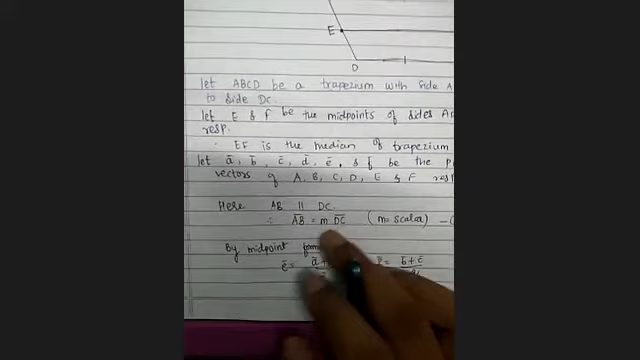 E
D
let ABCD be a trapezium with side A
to side DC.
let E & F be the midpoints of sides AD
resp.
∴ EF is the median of trapezium
let ā, b̄, c̄, d̄, ē, & f̄ be the
vectors of A, B, C, D, E & F resp
Here AB || DC
∴ AB = m DC (m = scalar)
By midpoint
ē = ā + = b̄ + c̄